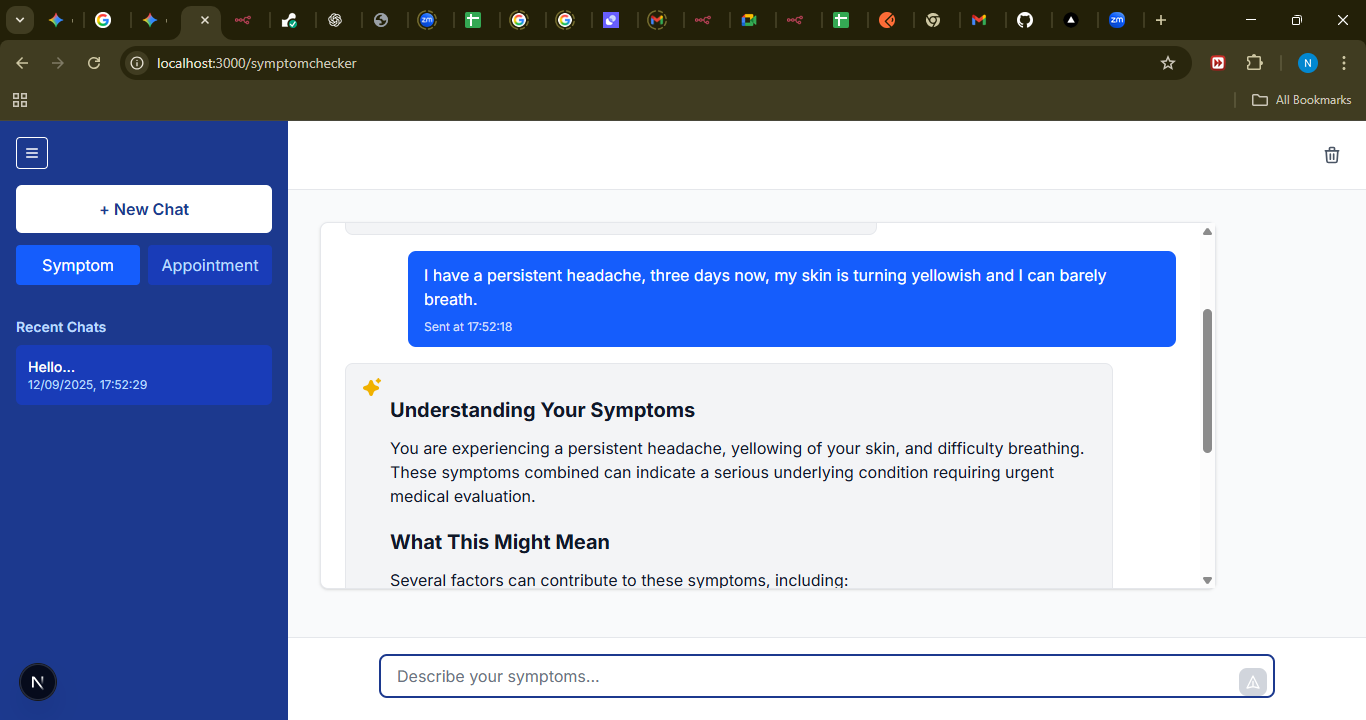 localhost:3000/symptomchecker
N
All Bookmarks
+ New Chat
Symptom
Appointment
Recent Chats
Hello...
12/09/2025, 17:52:29
I have a persistent headache, three days now, my skin is turning yellowish and I can barely
breath.
Sent at 17:52:18
Understanding Your Symptoms
You are experiencing a persistent headache, yellowing of your skin, and difficulty breathing.
These symptoms combined can indicate a serious underlying condition requiring urgent
medical evaluation.
What This Might Mean
Several factors can contribute to these symptoms, including:
N
Describe your symptoms...